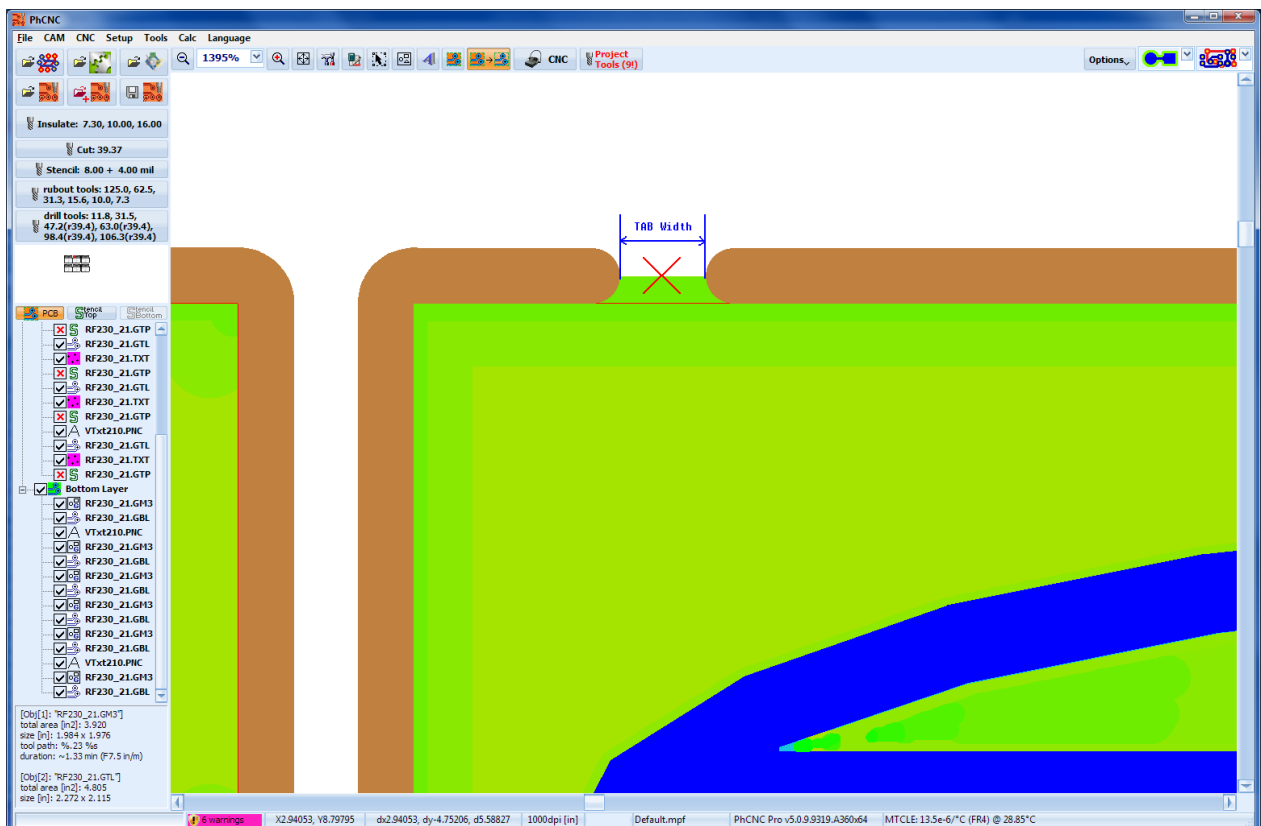 PhCNC
File CAM CNC Setup Tools Calc Language
1395%
CNC
Project
Tools (9!)
Options
Insulate: 7.30, 10.00, 16.00
Cut: 39.37
Stencil: 8.00 + 4.00 mil
rubout tools: 125.0, 62.5,
31.3, 15.6, 10.0, 7.3
drill tools: 11.8, 31.5,
47.2(r39.4), 63.0(r39.4),
98.4(r39.4), 106.3(r39.4)
TAB Width
PCB Stencil Top Stencil Bottom
RF230_21.GTP
RF230_21.GTL
RF230_21.TXT
RF230_21.GTP
RF230_21.GTL
RF230_21.TXT
RF230_21.GTP
VTxt210.PNC
RF230_21.GTL
RF230_21.TXT
RF230_21.GTP
Bottom Layer
RF230_21.GM3
RF230_21.GBL
VTxt210.PNC
RF230_21.GM3
RF230_21.GBL
RF230_21.GM3
RF230_21.GBL
RF230_21.GM3
RF230_21.GBL
RF230_21.GM3
RF230_21.GBL
VTxt210.PNC
RF230_21.GM3
RF230_21.GBL
[Obj[1]: "RF230_21.GM3"]
total area [in2]: 3.920
size [in]: 1.984 x 1.976
tool path: %.23 %s
duration: ~1.33 min (F7.5 in/m)
[Obj[2]: "RF230_21.GTL"]
total area [in2]: 4.805
size [in]: 2.272 x 2.115
6 warnings X2.94053, Y8.79795 dx2.94053, dy-4.75206, d5.58827 1000dpi [in] Default.mpf PhCNC Pro v5.0.9.9319.A360x64 MTCLE: 13.5e-6/°C (FR4) @ 28.85°C